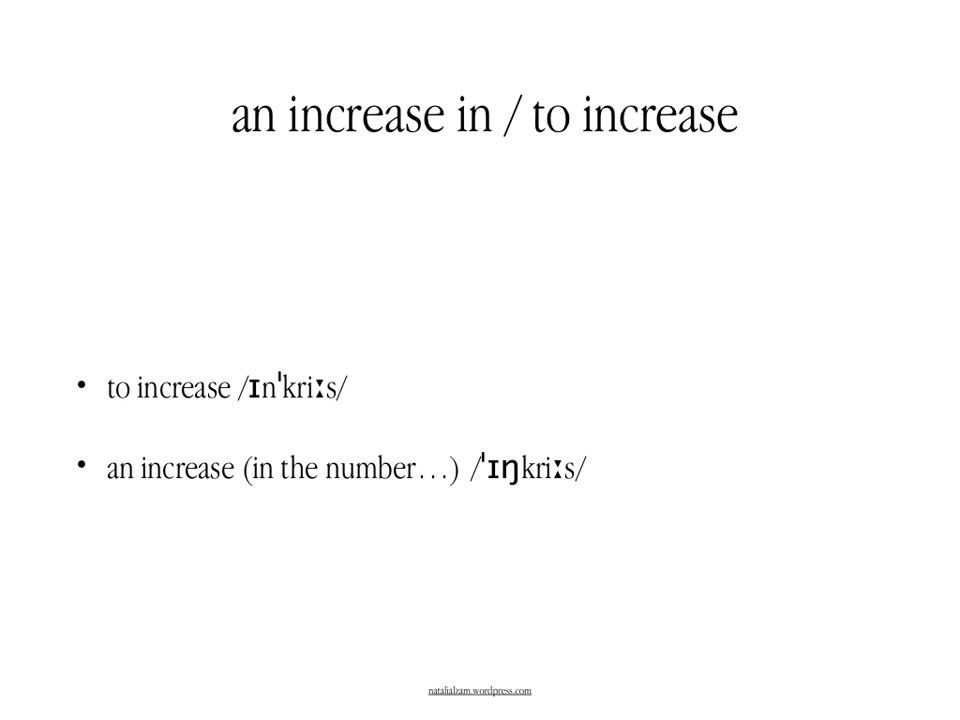 an increase in / to increase
• to increase /ɪnˈkriːs/
• an increase (in the number…) /ˈɪŋkriːs/
natalialzam.wordpress.com